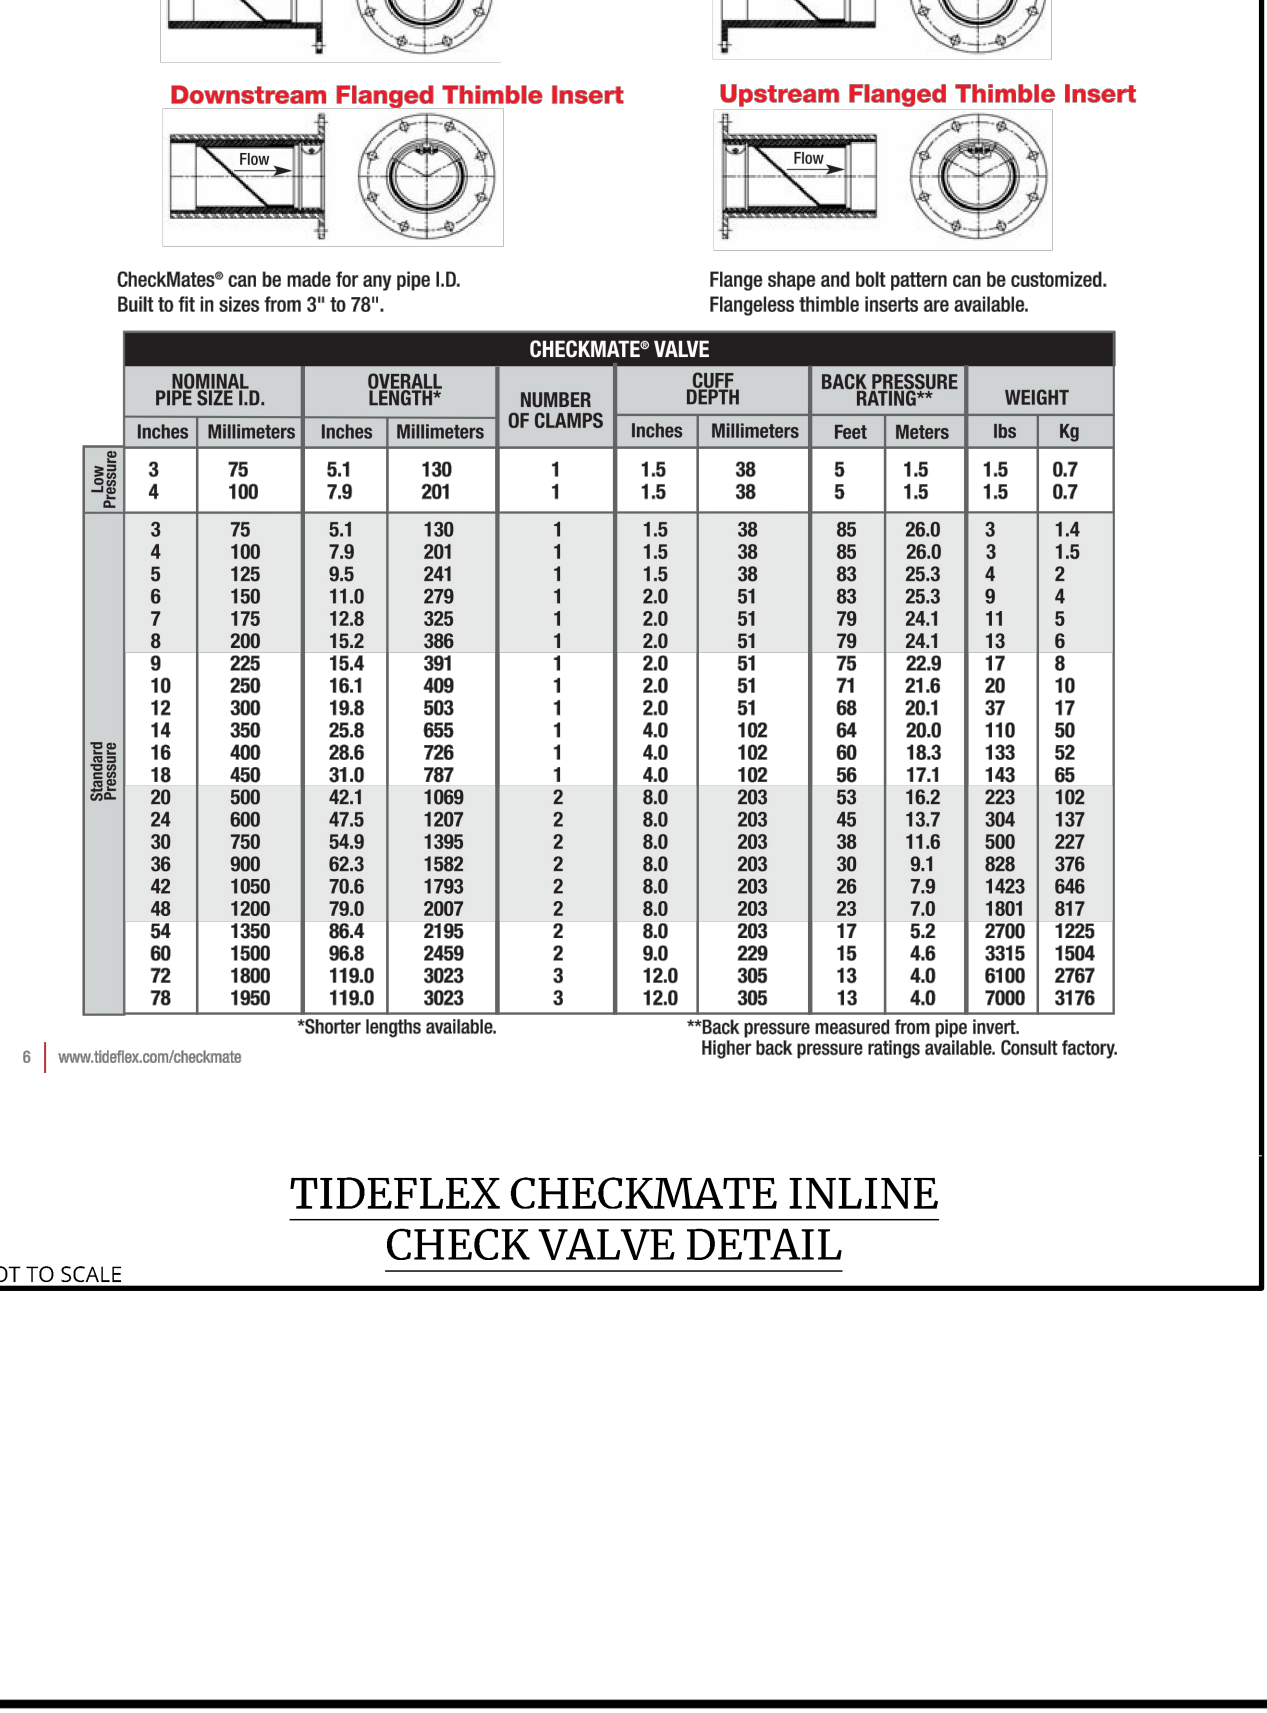 Downstream Flanged Thimble Insert
Upstream Flanged Thimble Insert
Flow
Flow
CheckMates® can be made for any pipe I.D.
Built to fit in sizes from 3" to 78".
Flange shape and bolt pattern can be customized.
Flangeless thimble inserts are available.
CHECKMATE® VALVE
NOMINAL PIPE SIZE I.D. OVERALL LENGTH* NUMBER OF CLAMPS CUFF DEPTH BACK PRESSURE RATING** WEIGHT
Inches Millimeters Inches Millimeters Inches Millimeters Feet Meters lbs Kg
Low Pressure
3 75 5.1 130 1 1.5 38 5 1.5 1.5 0.7
4 100 7.9 201 1 1.5 38 5 1.5 1.5 0.7
Standard Pressure
3 75 5.1 130 1 1.5 38 85 26.0 3 1.4
4 100 7.9 201 1 1.5 38 85 26.0 3 1.5
5 125 9.5 241 1 1.5 38 83 25.3 4 2
6 150 11.0 279 1 2.0 51 83 25.3 9 4
7 175 12.8 325 1 2.0 51 79 24.1 11 5
8 200 15.2 386 1 2.0 51 79 24.1 13 6
9 225 15.4 391 1 2.0 51 75 22.9 17 8
10 250 16.1 409 1 2.0 51 71 21.6 20 10
12 300 19.8 503 1 2.0 51 68 20.1 37 17
14 350 25.8 655 1 4.0 102 64 20.0 110 50
16 400 28.6 726 1 4.0 102 60 18.3 133 52
18 450 31.0 787 1 4.0 102 56 17.1 143 65
20 500 42.1 1069 2 8.0 203 53 16.2 223 102
24 600 47.5 1207 2 8.0 203 45 13.7 304 137
30 750 54.9 1395 2 8.0 203 38 11.6 500 227
36 900 62.3 1582 2 8.0 203 30 9.1 828 376
42 1050 70.6 1793 2 8.0 203 26 7.9 1423 646
48 1200 79.0 2007 2 8.0 203 23 7.0 1801 817
54 1350 86.4 2195 2 8.0 203 17 5.2 2700 1225
60 1500 96.8 2459 2 9.0 229 15 4.6 3315 1504
72 1800 119.0 3023 3 12.0 305 13 4.0 6100 2767
78 1950 119.0 3023 3 12.0 305 13 4.0 7000 3176
*Shorter lengths available.
**Back pressure measured from pipe invert.
Higher back pressure ratings available. Consult factory.
6 www.tideflex.com/checkmate
TIDEFLEX CHECKMATE INLINE
CHECK VALVE DETAIL
OT TO SCALE